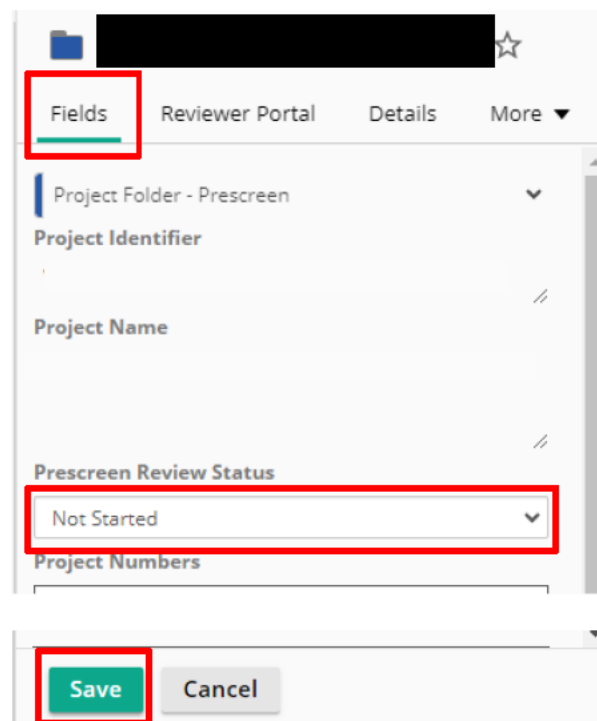 Fields Reviewer Portal Details More ▼
Project Folder - Prescreen
Project Identifier
Project Name
Prescreen Review Status
Not Started
Project Numbers
Save Cancel